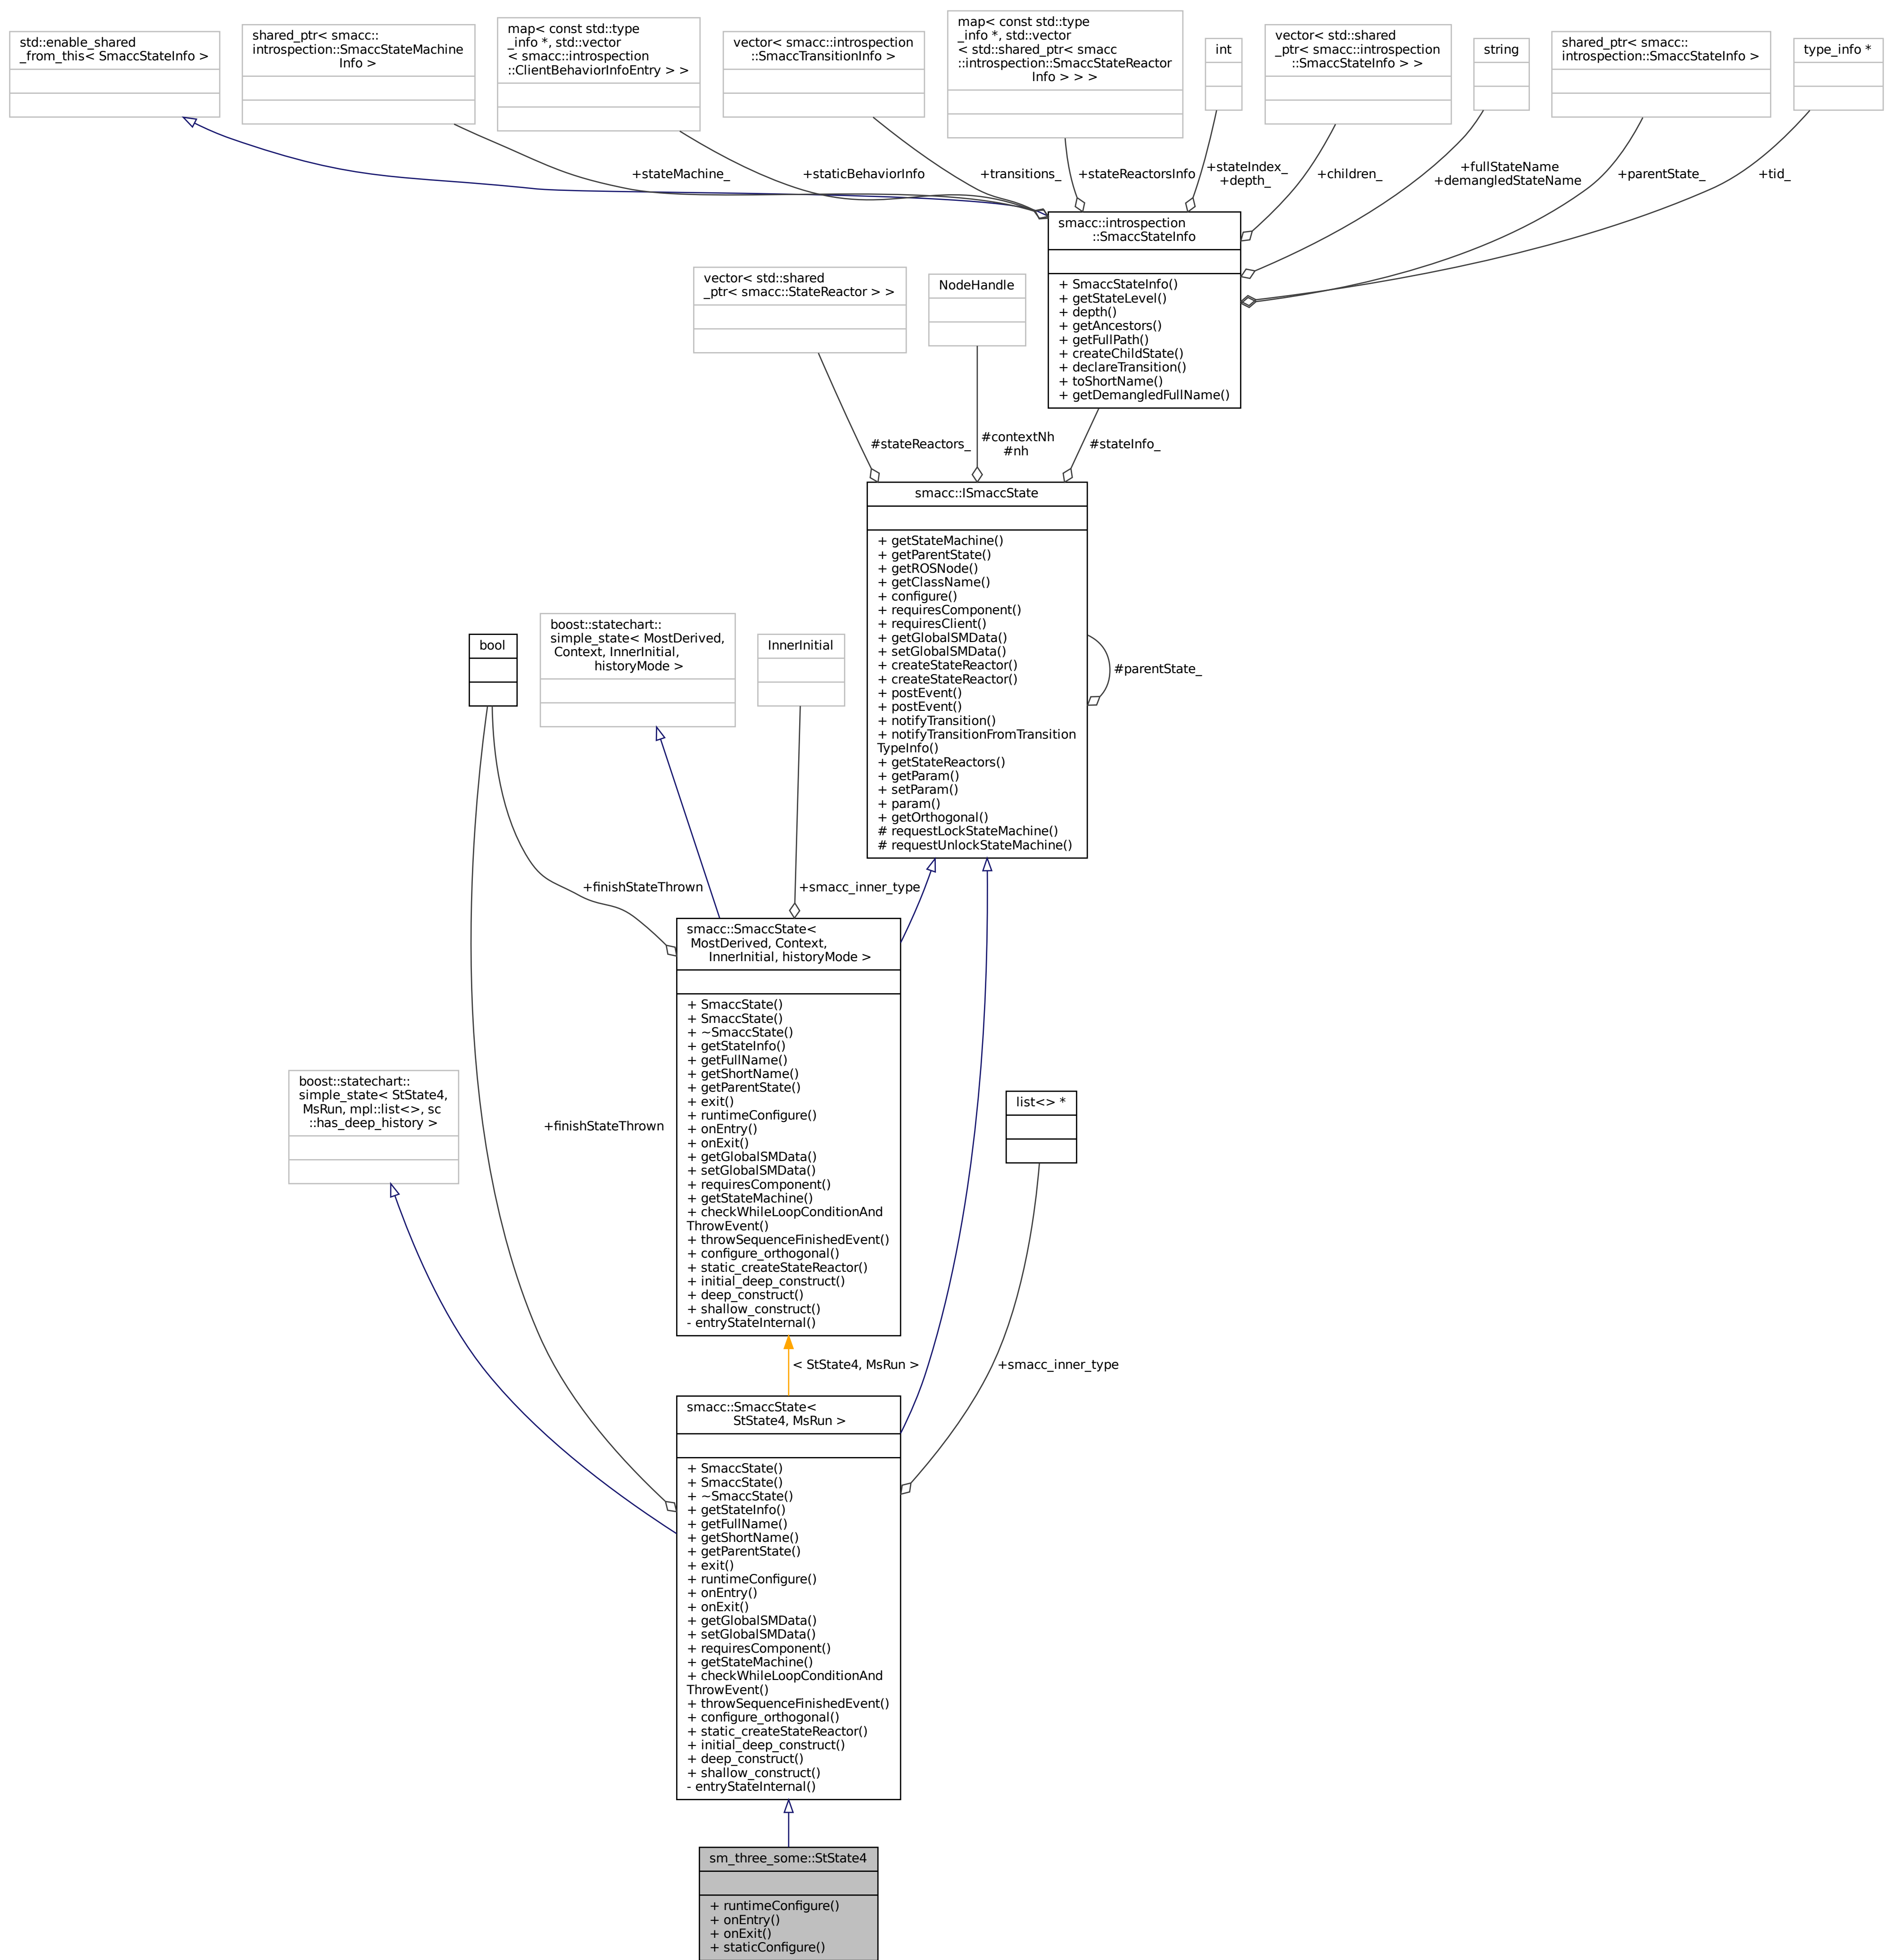 std::enable_shared
_from_this< SmaccStateInfo >
shared_ptr< smacc::
introspection::SmaccStateMachine
Info >
map< const std::type
_info *, std::vector
< smacc::introspection
::ClientBehaviorInfoEntry > >
vector< smacc::introspection
::SmaccTransitionInfo >
map< const std::type
_info *, std::vector
< std::shared_ptr< smacc
::introspection::SmaccStateReactor
Info > > >
int
vector< std::shared
_ptr< smacc::introspection
::SmaccStateInfo > >
string
shared_ptr< smacc::
introspection::SmaccStateInfo >
type_info *
+stateMachine_
+staticBehaviorInfo
+transitions_
+stateReactorsInfo
+stateIndex_
+depth_
+children_
+fullStateName
+demangledStateName
+parentState_
+tid_
smacc::introspection
::SmaccStateInfo
+ SmaccStateInfo()
+ getStateLevel()
+ depth()
+ getAncestors()
+ getFullPath()
+ createChildState()
+ declareTransition()
+ toShortName()
+ getDemangledFullName()
vector< std::shared
_ptr< smacc::StateReactor > >
NodeHandle
#stateReactors_
#contextNh
#nh
#stateInfo_
smacc::ISmaccState
+ getStateMachine()
+ getParentState()
+ getROSNode()
+ getClassName()
+ configure()
+ requiresComponent()
+ requiresClient()
+ getGlobalSMData()
+ setGlobalSMData()
+ createStateReactor()
+ createStateReactor()
+ postEvent()
+ postEvent()
+ notifyTransition()
+ notifyTransitionFromTransition
TypeInfo()
+ getStateReactors()
+ getParam()
+ setParam()
+ param()
+ getOrthogonal()
# requestLockStateMachine()
# requestUnlockStateMachine()
#parentState_
bool
boost::statechart::
simple_state< MostDerived,
Context, InnerInitial,
historyMode >
InnerInitial
+finishStateThrown
+smacc_inner_type
smacc::SmaccState<
MostDerived, Context,
InnerInitial, historyMode >
+ SmaccState()
+ SmaccState()
+ ~SmaccState()
+ getStateInfo()
+ getFullName()
+ getShortName()
+ getParentState()
+ exit()
+ runtimeConfigure()
+ onEntry()
+ onExit()
+ getGlobalSMData()
+ setGlobalSMData()
+ requiresComponent()
+ getStateMachine()
+ checkWhileLoopConditionAnd
ThrowEvent()
+ throwSequenceFinishedEvent()
+ configure_orthogonal()
+ static_createStateReactor()
+ initial_deep_construct()
+ deep_construct()
+ shallow_construct()
- entryStateInternal()
boost::statechart::
simple_state< StState4,
MsRun, mpl::list<>, sc
::has_deep_history >
+finishStateThrown
list<> *
< StState4, MsRun >
+smacc_inner_type
smacc::SmaccState<
StState4, MsRun >
+ SmaccState()
+ SmaccState()
+ ~SmaccState()
+ getStateInfo()
+ getFullName()
+ getShortName()
+ getParentState()
+ exit()
+ runtimeConfigure()
+ onEntry()
+ onExit()
+ getGlobalSMData()
+ setGlobalSMData()
+ requiresComponent()
+ getStateMachine()
+ checkWhileLoopConditionAnd
ThrowEvent()
+ throwSequenceFinishedEvent()
+ configure_orthogonal()
+ static_createStateReactor()
+ initial_deep_construct()
+ deep_construct()
+ shallow_construct()
- entryStateInternal()
sm_three_some::StState4
+ runtimeConfigure()
+ onEntry()
+ onExit()
+ staticConfigure()